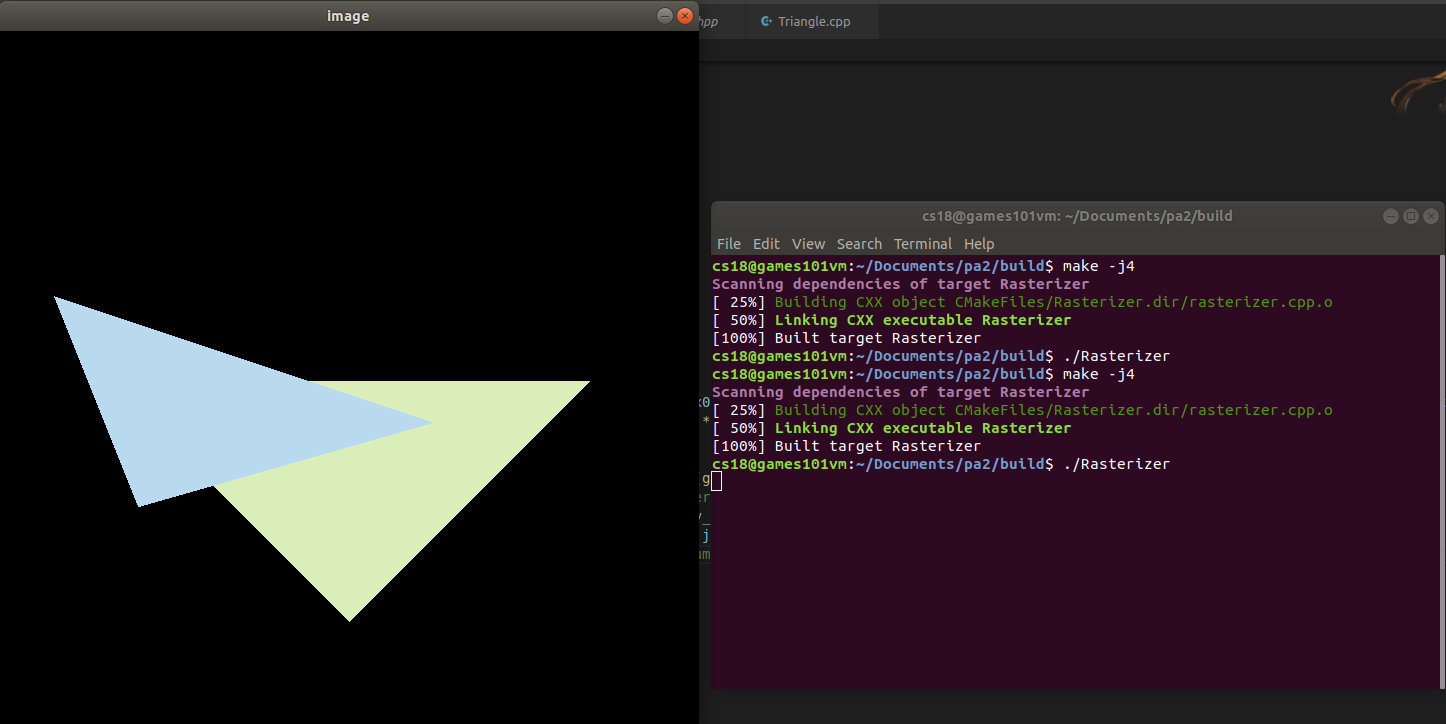 image
hpp
Triangle.cpp
cs18@games101vm: ~/Documents/pa2/build
File Edit View Search Terminal Help
cs18@games101vm:~/Documents/pa2/build$ make -j4
Scanning dependencies of target Rasterizer
[ 25%] Building CXX object CMakeFiles/Rasterizer.dir/rasterizer.cpp.o
[ 50%] Linking CXX executable Rasterizer
[100%] Built target Rasterizer
cs18@games101vm:~/Documents/pa2/build$ ./Rasterizer
cs18@games101vm:~/Documents/pa2/build$ make -j4
Scanning dependencies of target Rasterizer
[ 25%] Building CXX object CMakeFiles/Rasterizer.dir/rasterizer.cpp.o
[ 50%] Linking CXX executable Rasterizer
[100%] Built target Rasterizer
cs18@games101vm:~/Documents/pa2/build$ ./Rasterizer